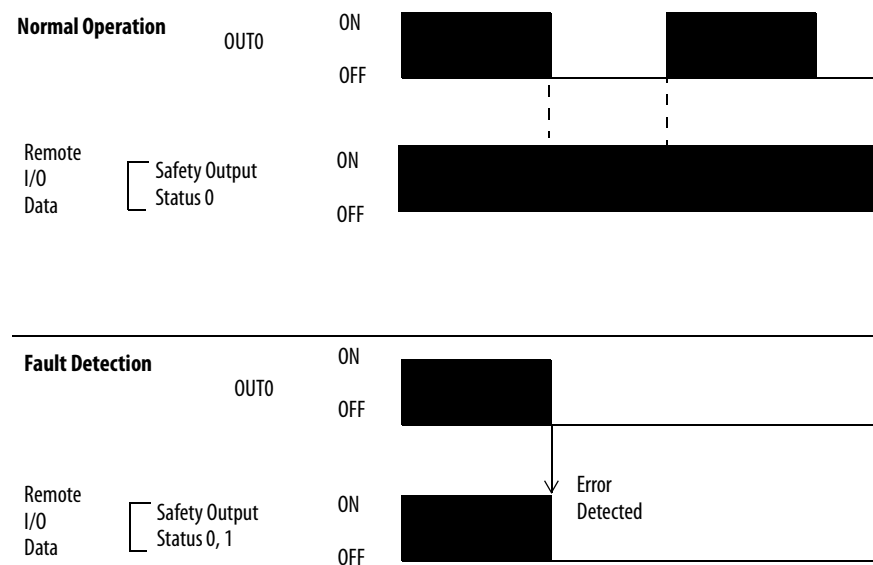 Normal Operation
OUT0
ON
OFF
Remote
I/O
Data
Safety Output
Status 0
ON
OFF
Fault Detection
OUT0
ON
OFF
Remote
I/O
Data
Safety Output
Status 0, 1
ON
OFF
Error
Detected